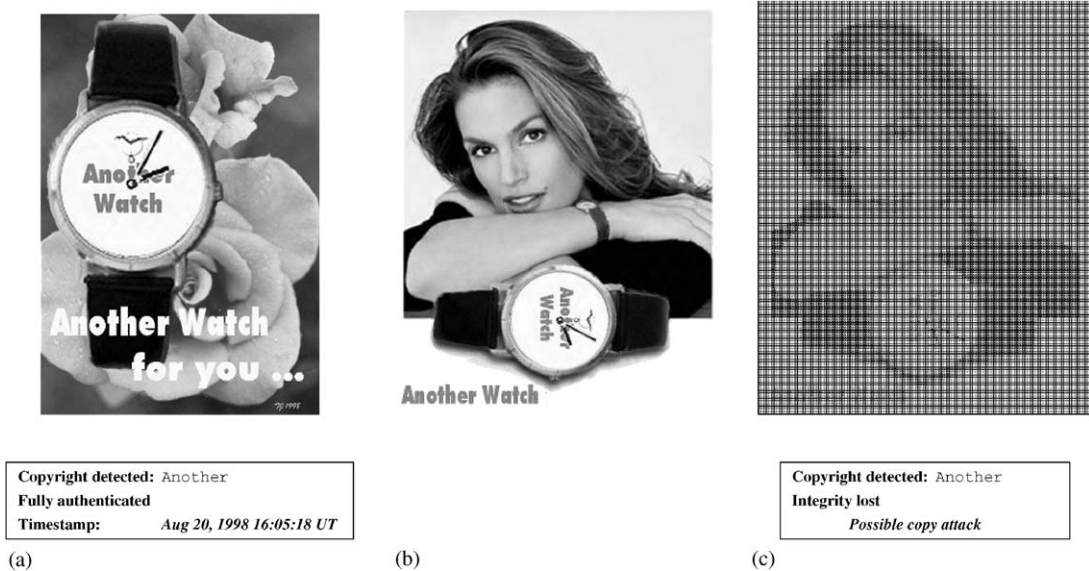 Another
Watch
Another Watch
for you ...
1998
Another
Watch
Another Watch
Copyright detected: Another
Fully authenticated
Timestamp: Aug 20, 1998 16:05:18 UT
Copyright detected: Another
Integrity lost
Possible copy attack
(a)
(b)
(c)